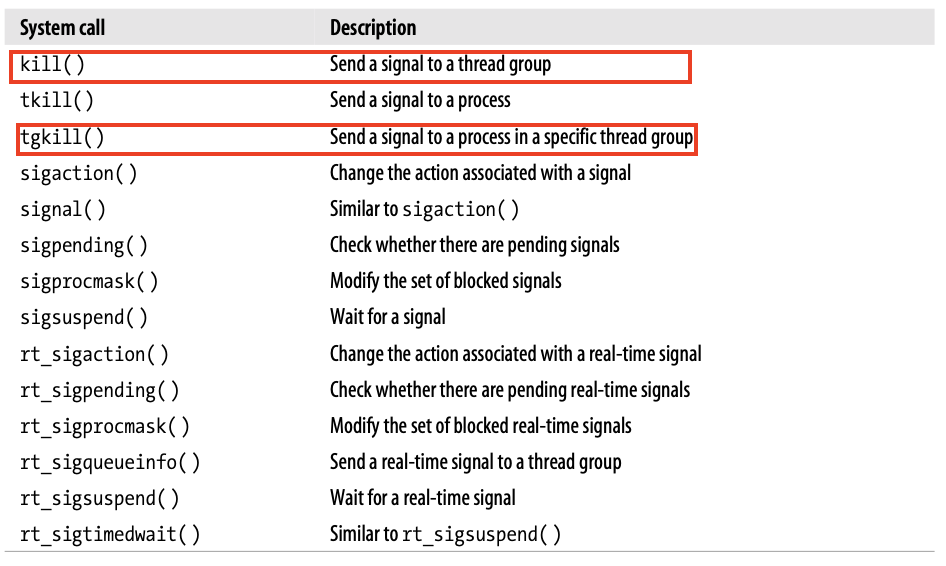 System call Description
kill() Send a signal to a thread group
tkill() Send a signal to a process
tgkill() Send a signal to a process in a specific thread group
sigaction() Change the action associated with a signal
signal() Similar to sigaction()
sigpending() Check whether there are pending signals
sigprocmask() Modify the set of blocked signals
sigsuspend() Wait for a signal
rt_sigaction() Change the action associated with a real-time signal
rt_sigpending() Check whether there are pending real-time signals
rt_sigprocmask() Modify the set of blocked real-time signals
rt_sigqueueinfo() Send a real-time signal to a thread group
rt_sigsuspend() Wait for a real-time signal
rt_sigtimedwait() Similar to rt_sigsuspend()